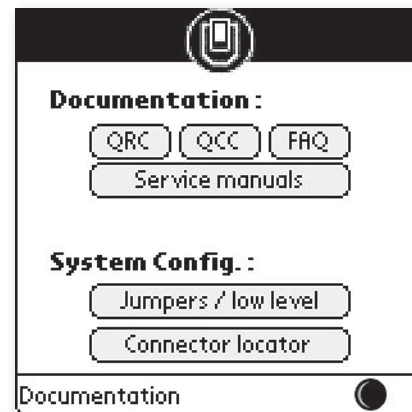 Documentation :
QRC QCC FAQ
Service manuals
System Config. :
Jumpers / low level
Connector locator
Documentation